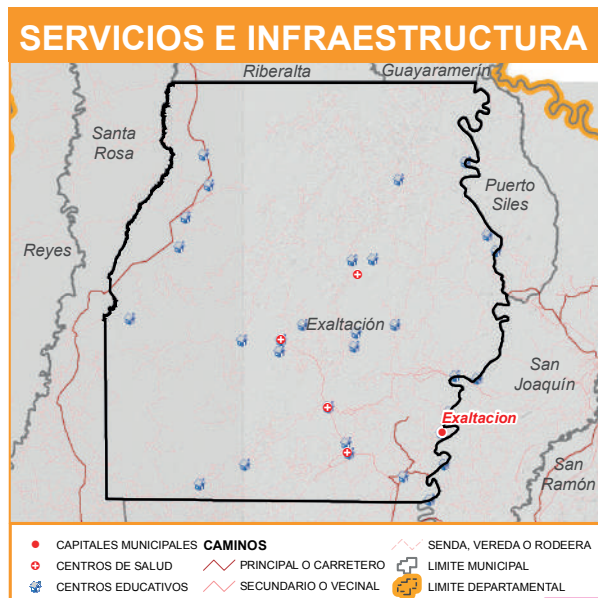 SERVICIOS E INFRAESTRUCTURA
Riberalta
Guayaramerín
Santa
Rosa
Puerto
Siles
Reyes
Exaltación
San
Joaquín
Exaltacion
San
Ramón
CAPITALES MUNICIPALES
CENTROS DE SALUD
CENTROS EDUCATIVOS
CAMINOS
PRINCIPAL O CARRETERO
SECUNDARIO O VECINAL
SENDA, VEREDA O RODEERA
LIMITE MUNICIPAL
LIMITE DEPARTAMENTAL